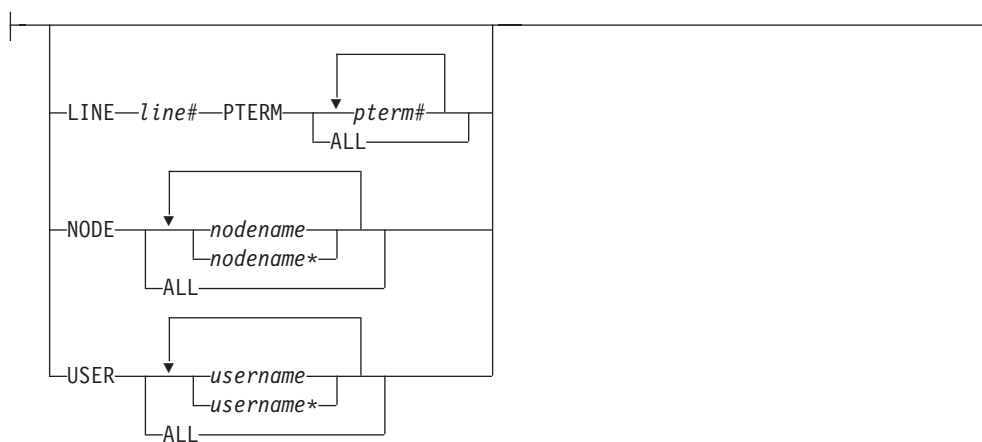 LINE line# PTERM pterm#
ALL
NODE nodename
nodename*
ALL
USER username
username*
ALL